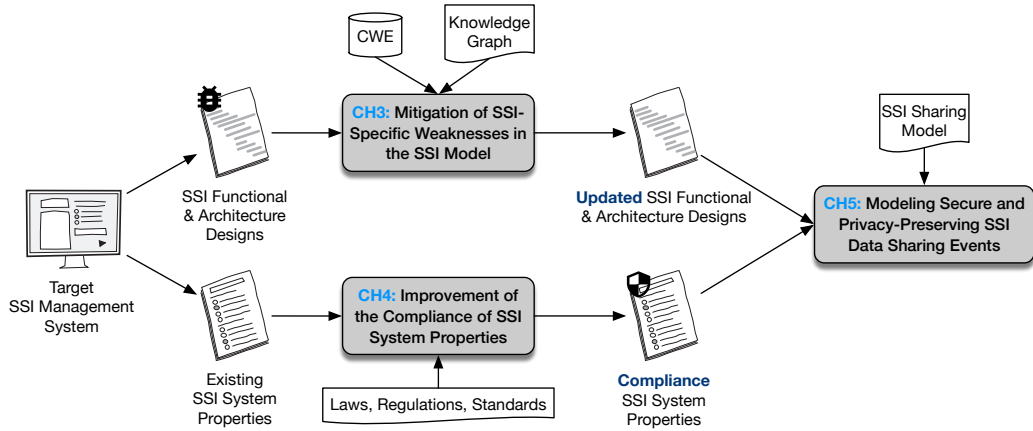 CWE
Knowledge
Graph
CH3: Mitigation of SSI-
Specific Weaknesses in
the SSI Model
SSI Sharing
Model
SSI Functional
& Architecture
Designs
Updated SSI Functional
& Architecture Designs
CH5: Modeling Secure and
Privacy-Preserving SSI
Data Sharing Events
Target
SSI Management
System
CH4: Improvement of
the Compliance of SSI
System Properties
Existing
SSI System
Properties
Laws, Regulations, Standards
Compliance
SSI System
Properties